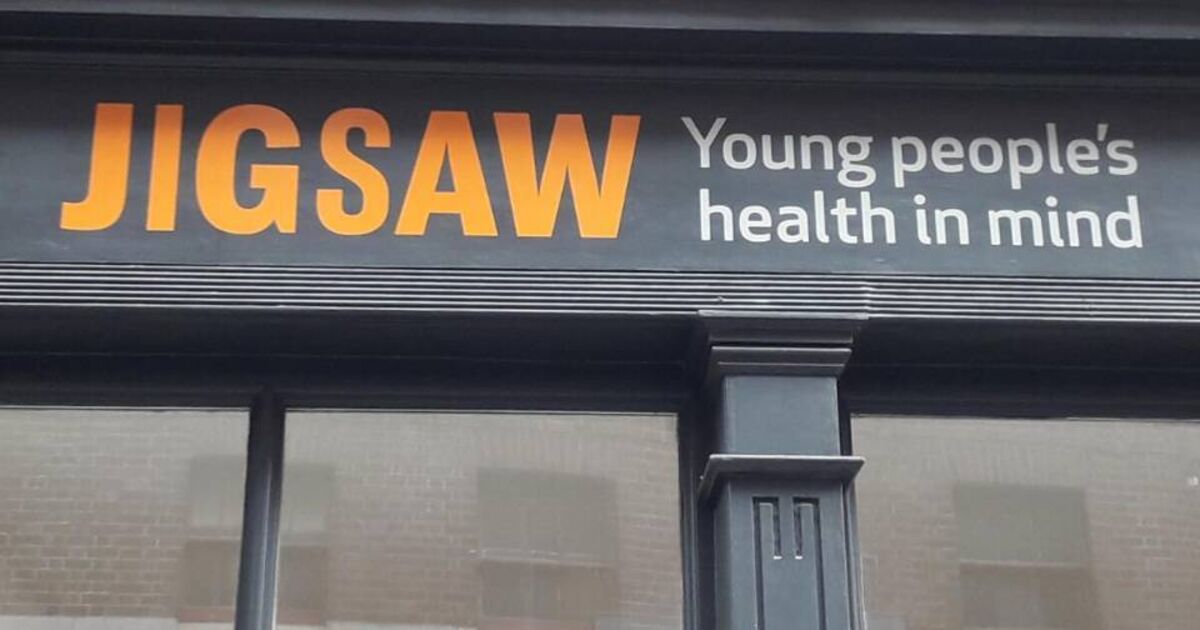 JIGSAW
Young people's
health in mind